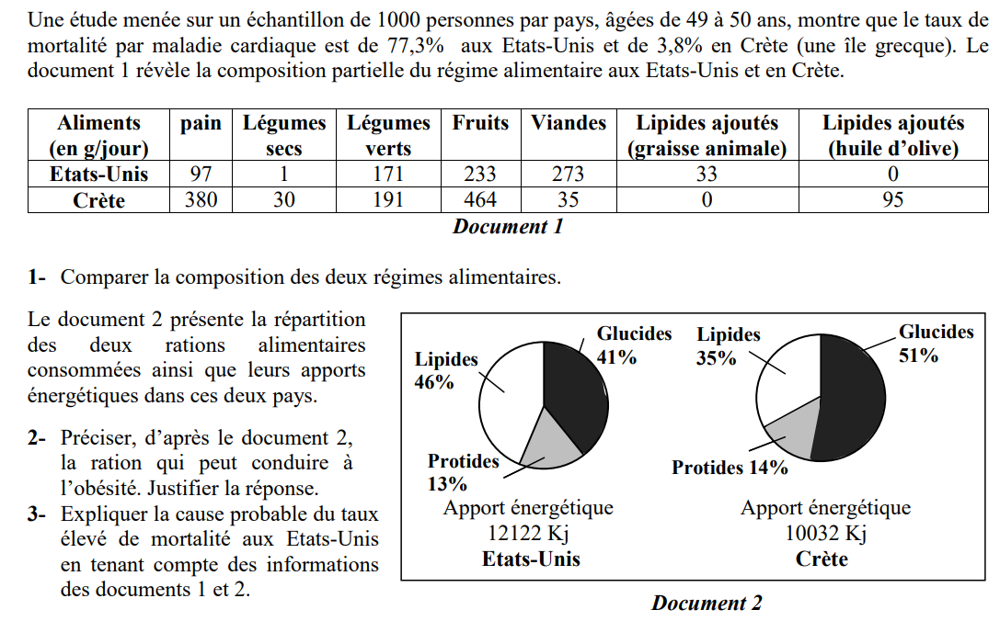 Une étude menée sur un échantillon de 1000 personnes par pays, âgées de 49 à 50 ans, montre que le taux de
mortalité par maladie cardiaque est de 77,3% aux Etats-Unis et de 3,8% en Crète (une île grecque). Le
document 1 révèle la composition partielle du régime alimentaire aux Etats-Unis et en Crète.
Aliments (en g/jour) pain Légumes secs Légumes verts Fruits Viandes Lipides ajoutés (graisse animale) Lipides ajoutés (huile d'olive)
Etats-Unis 97 1 171 233 273 33 0
Crète 380 30 191 464 35 0 95
Document 1
1- Comparer la composition des deux régimes alimentaires.
Le document 2 présente la répartition
des deux rations alimentaires
consommées ainsi que leurs apports
énergétiques dans ces deux pays.
2- Préciser, d'après le document 2,
la ration qui peut conduire à
l'obésité. Justifier la réponse.
3- Expliquer la cause probable du taux
élevé de mortalité aux Etats-Unis
en tenant compte des informations
des documents 1 et 2.
Lipides
46%
Glucides
41%
Protides
13%
Apport énergétique
12122 Kj
Etats-Unis
Lipides
35%
Glucides
51%
Protides 14%
Apport énergétique
10032 Kj
Crète
Document 2